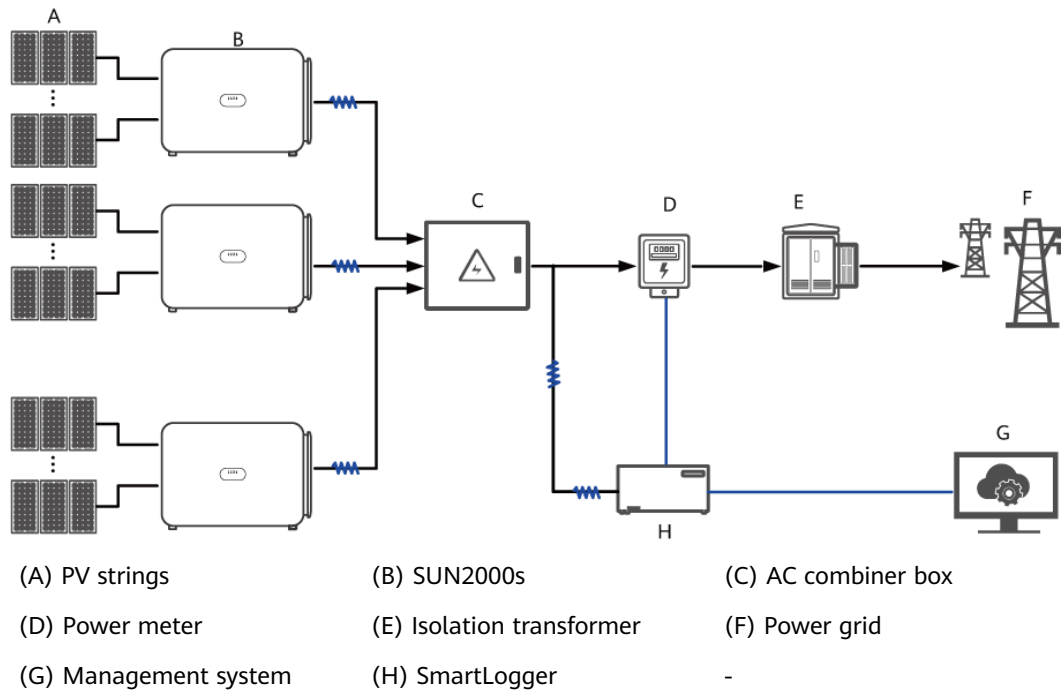 A
B
C
D
E
F
G
H
(A) PV strings (B) SUN2000s (C) AC combiner box
(D) Power meter (E) Isolation transformer (F) Power grid
(G) Management system (H) SmartLogger -